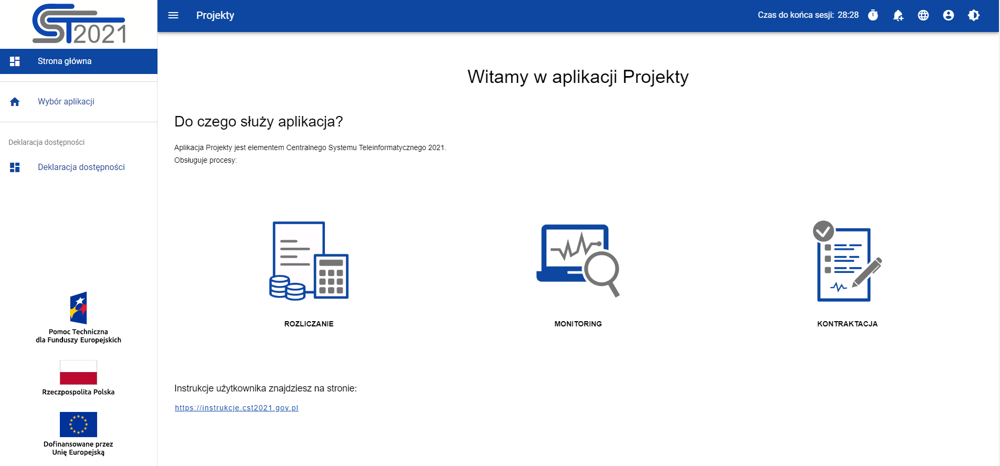 CST2021
Projekty
Czas do końca sesji: 28:28
Strona główna
Wybór aplikacji
Deklaracja dostępności
Deklaracja dostępności
Witamy w aplikacji Projekty
Do czego służy aplikacja?
Aplikacja Projekty jest elementem Centralnego Systemu Teleinformatycznego 2021.
Obsługuje procesy:
ROZLICZANIE
MONITORING
KONTRAKTACJA
Instrukcje użytkownika znajdziesz na stronie:
https://instrukcje.cst2021.gov.pl
Pomoc Techniczna
dla Funduszy Europejskich
Rzeczpospolita Polska
Dofinansowane przez
Unię Europejską